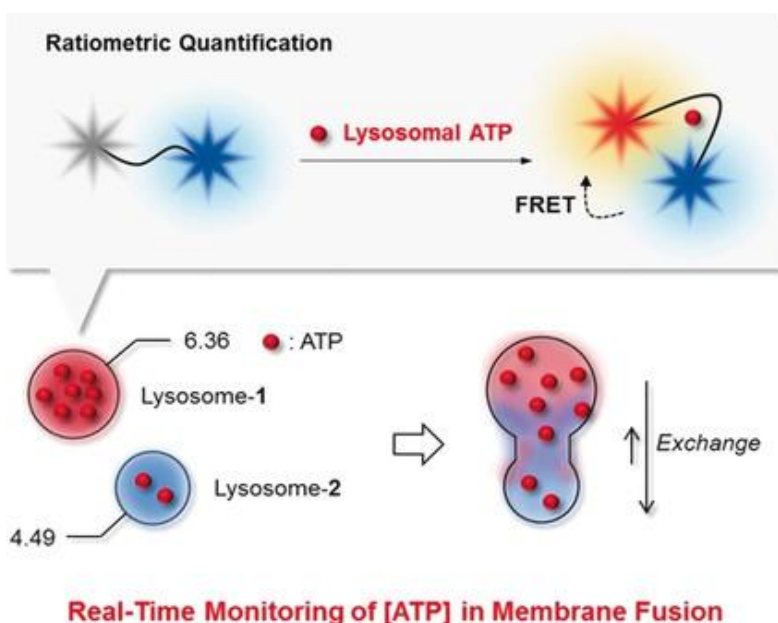 Ratiometric Quantification
Lysosomal ATP
FRET
6.36
: ATP
Lysosome-1
Lysosome-2
4.49
Exchange
Real-Time Monitoring of [ATP] in Membrane Fusion